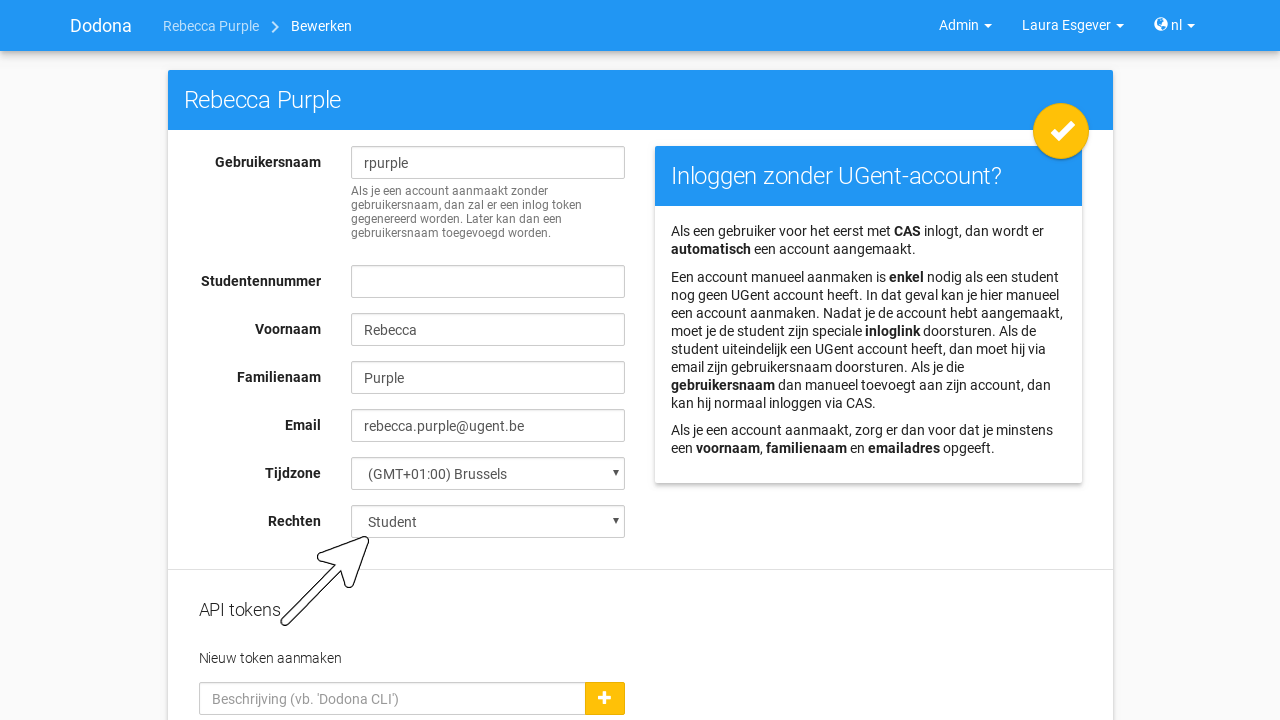 Dodona Rebecca Purple Bewerken Admin Laura Esgever nl
Rebecca Purple
Gebruikersnaam rpurple
Als je een account aanmaakt zonder
gebruikersnaam, dan zal er een inlog token
gegenereerd worden. Later kan dan een
gebruikersnaam toegevoegd worden.
Studentennummer
Voornaam Rebecca
Familienaam Purple
Email rebecca.purple@ugent.be
Tijdzone (GMT+01:00) Brussels
Rechten Student
Inloggen zonder UGent-account?
Als een gebruiker voor het eerst met CAS inlogt, dan wordt er
automatisch een account aangemaakt.
Een account manueel aanmaken is enkel nodig als een student
nog geen UGent account heeft. In dat geval kan je hier manueel
een account aanmaken. Nadat je de account hebt aangemaakt,
moet je de student zijn speciale inloglink doorsturen. Als de
student uiteindelijk een UGent account heeft, dan moet hij via
email zijn gebruikersnaam doorsturen. Als je die
gebruikersnaam dan manueel toevoegt aan zijn account, dan
kan hij normaal inloggen via CAS.
Als je een account aanmaakt, zorg er dan voor dat je minstens
een voornaam, familienaam en emailadres opgeeft.
API tokens
Nieuw token aanmaken
Beschrijving (vb. 'Dodona CLI')